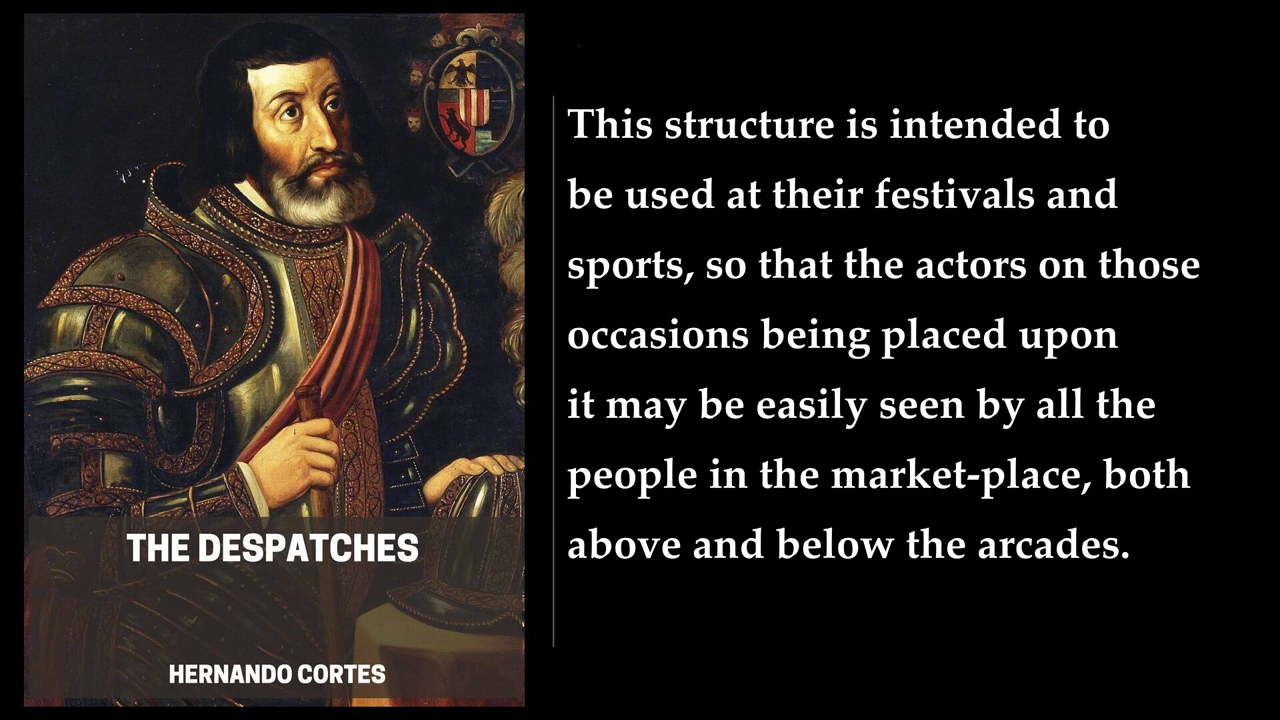 THE DESPATCHES
HERNANDO CORTES
This structure is intended to
be used at their festivals and
sports, so that the actors on those
occasions being placed upon
it may be easily seen by all the
people in the market-place, both
above and below the arcades.